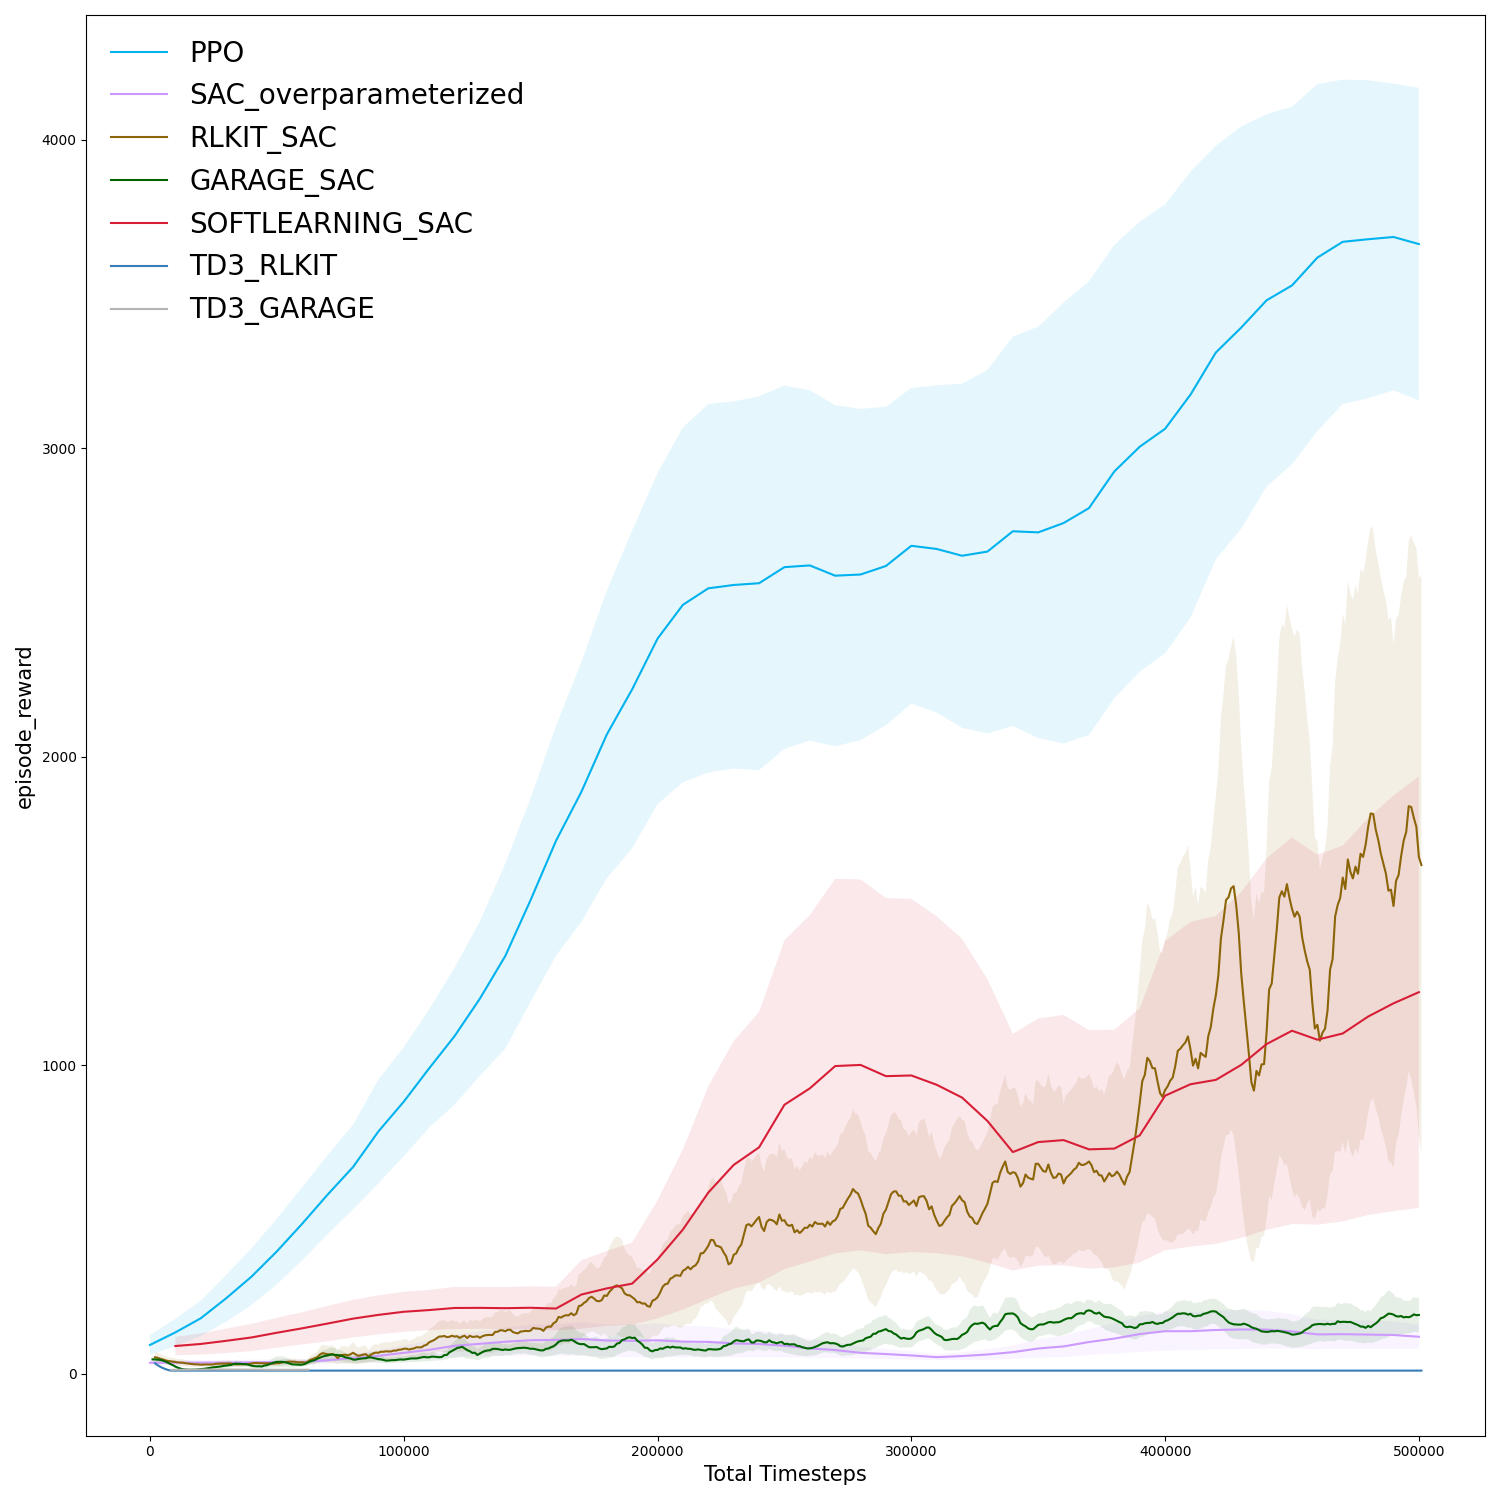 PPO
SAC_overparameterized
RLKIT_SAC
GARAGE_SAC
SOFTLEARNING_SAC
TD3_RLKIT
TD3_GARAGE
4000
3000
2000
1000
0
episode_reward
0 100000 200000 300000 400000 500000
Total Timesteps